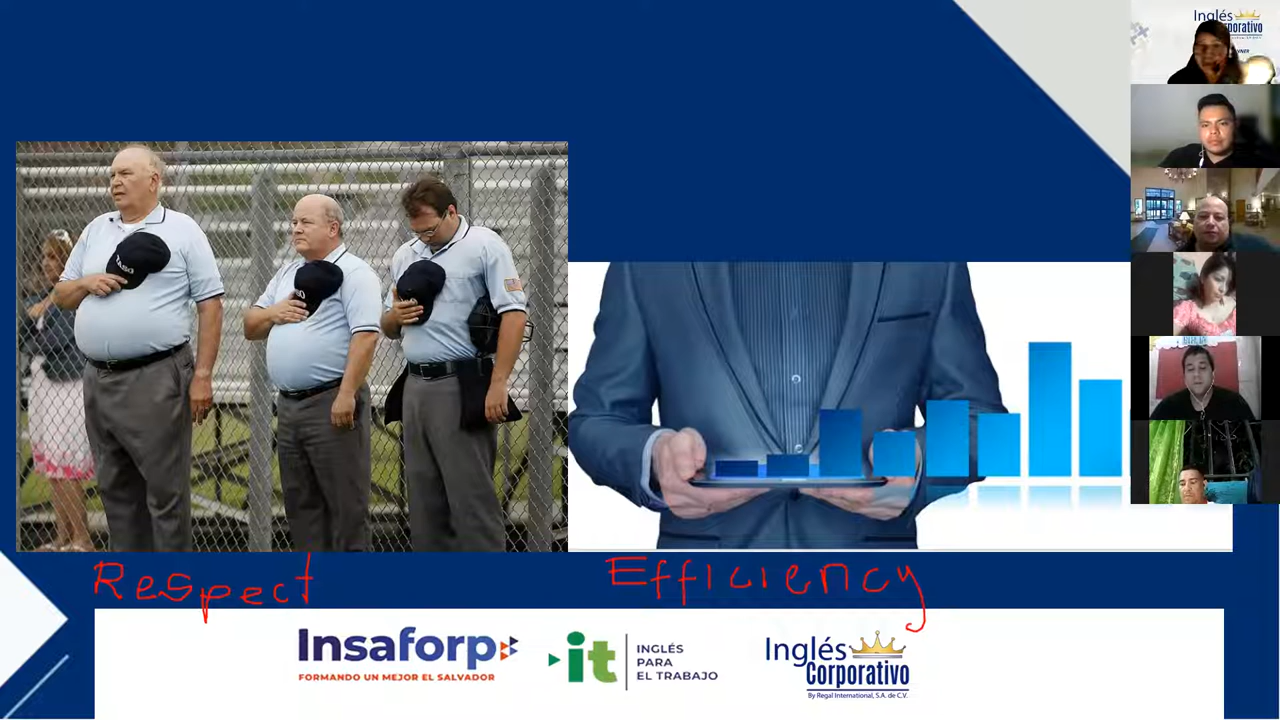 Inglés
Corporativo
Respect
Efficiency
Insaforp
FORMANDO UN MEJOR EL SALVADOR
it
INGLÉS
PARA
EL TRABAJO
Inglés
Corporativo
By Regal International, S.A. de C.V.